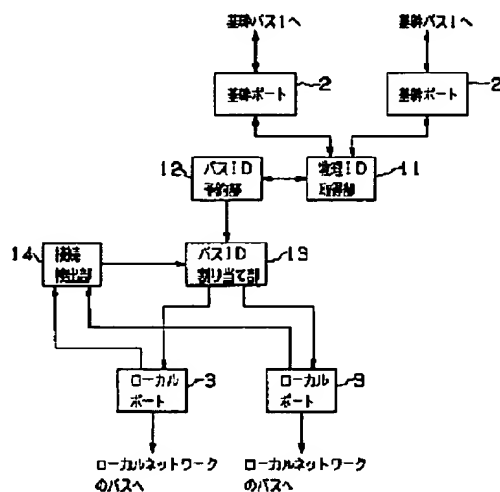 基幹バス1へ
基幹バス1へ
基幹ポート
2
基幹ポート
2
12
バスID
予約部
物理ID
取得部
11
14
接続
検出部
バスID
割り当て部
13
ローカル
ポート
3
ローカル
ポート
3
ローカルネットワーク
のバスへ
ローカルネットワーク
のバスへ